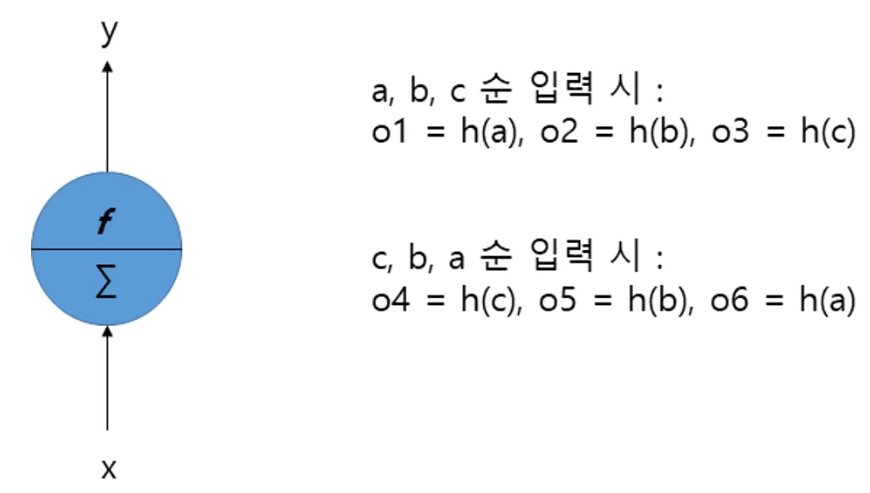 y
f
∑
x
a, b, c 순 입력 시 :
o1 = h(a), o2 = h(b), o3 = h(c)
c, b, a 순 입력 시 :
o4 = h(c), o5 = h(b), o6 = h(a)